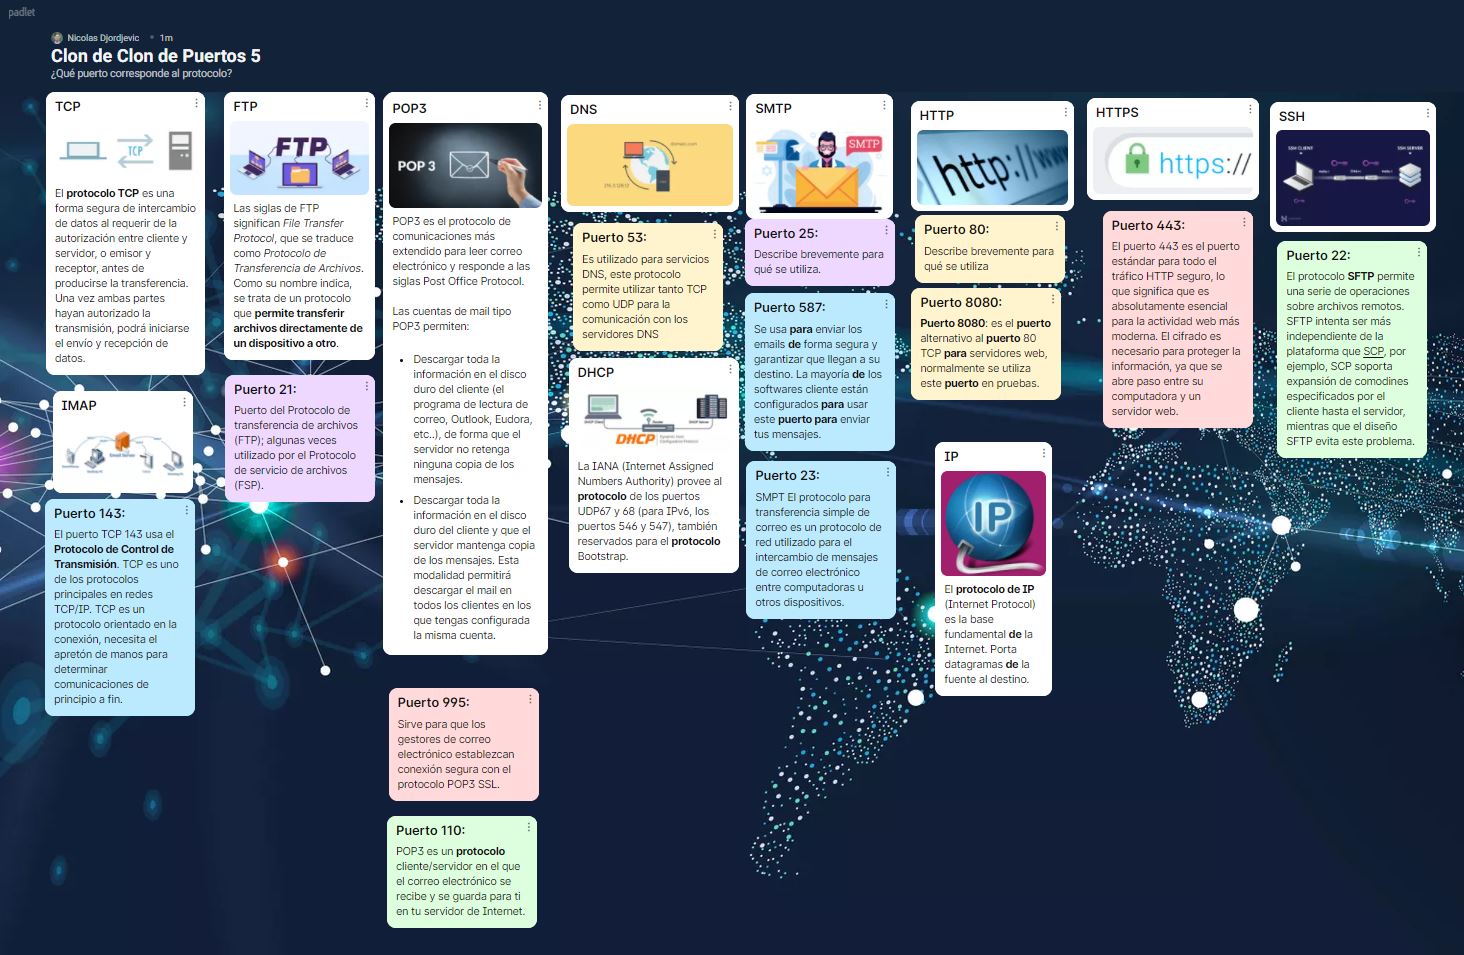 padlet
Nicolas Djordjevic • 1m
Clon de Clon de Puertos 5
¿Qué puerto corresponde al protocolo?
TCP
TCP
El protocolo TCP es una
forma segura de intercambio
de datos al requerir de la
autorización entre cliente y
servidor, o emisor y
receptor, antes de
producirse la transferencia.
Una vez ambas partes
hayan autorizado la
transmisión, podrá iniciarse
el envío y recepción de
datos.
IMAP
Email Server
Puerto 143:
El puerto TCP 143 usa el
Protocolo de Control de
Transmisión. TCP es uno
de los protocolos
principales en redes
TCP/IP. TCP es un
protocolo orientado en la
conexión, necesita el
apretón de manos para
determinar
comunicaciones de
principio a fin.
FTP
FTP
Las siglas de FTP
significan File Transfer
Protocol, que se traduce
como Protocolo de
Transferencia de Archivos.
Como su nombre indica,
se trata de un protocolo
que permite transferir
archivos directamente de
un dispositivo a otro.
Puerto 21:
Puerto del Protocolo de
transferencia de archivos
(FTP); algunas veces
utilizado por el Protocolo
de servicio de archivos
(FSP).
POP3
POP 3
POP3 es el protocolo de
comunicaciones más
extendido para leer correo
electrónico y responde a las
siglas Post Office Protocol.
Las cuentas de mail tipo
POP3 permiten:
• Descargar toda la
información en el disco
duro del cliente (el
programa de lectura de
correo, Outlook, Eudora,
etc..), de forma que el
servidor no retenga
ninguna copia de los
mensajes.
• Descargar toda la
información en el disco
duro del cliente y que el
servidor mantenga copia
de los mensajes. Esta
modalidad permitirá
descargar el mail en
todos los clientes en los
que tengas configurada
la misma cuenta.
Puerto 995:
Sirve para que los
gestores de correo
electrónico establezcan
conexión segura con el
protocolo POP3 SSL.
Puerto 110:
POP3 es un protocolo
cliente/servidor en el que
el correo electrónico se
recibe y se guarda para ti
en tu servidor de Internet.
DNS
Puerto 53:
Es utilizado para servicios
DNS, este protocolo
permite utilizar tanto TCP
como UDP para la
comunicación con los
servidores DNS
DHCP
DHCP Client
DHCP Server
DHCP
La IANA (Internet Assigned
Numbers Authority) provee al
protocolo de los puertos
UDP67 y 68 (para IPv6, los
puertos 546 y 547), también
reservados para el protocolo
Bootstrap.
SMTP
SMTP
Puerto 25:
Describe brevemente para
qué se utiliza.
Puerto 587:
Se usa para enviar los
emails de forma segura y
garantizar que llegan a su
destino. La mayoría de los
softwares cliente están
configurados para usar
este puerto para enviar
tus mensajes.
Puerto 23:
SMPT El protocolo para
transferencia simple de
correo es un protocolo de
red utilizado para el
intercambio de mensajes
de correo electrónico
entre computadoras u
otros dispositivos.
HTTP
http://www
Puerto 80:
Describe brevemente para
qué se utiliza
Puerto 8080:
Puerto 8080: es el puerto
alternativo al puerto 80
TCP para servidores web,
normalmente se utiliza
este puerto en pruebas.
IP
IP
El protocolo de IP
(Internet Protocol)
es la base
fundamental de la
Internet. Porta
datagramas de la
fuente al destino.
HTTPS
https://
Puerto 443:
El puerto 443 es el puerto
estándar para todo el
tráfico HTTP seguro, lo
que significa que es
absolutamente esencial
para la actividad web más
moderna. El cifrado es
necesario para proteger la
información, ya que se
abre paso entre su
computadora y un
servidor web.
SSH
SSH CLIENT
SSH SERVER
Puerto 22:
El protocolo SFTP permite
una serie de operaciones
sobre archivos remotos.
SFTP intenta ser más
independiente de la
plataforma que SCP, por
ejemplo, SCP soporta
expansión de comodines
especificados por el
cliente hasta el servidor,
mientras que el diseño
SFTP evita este problema.